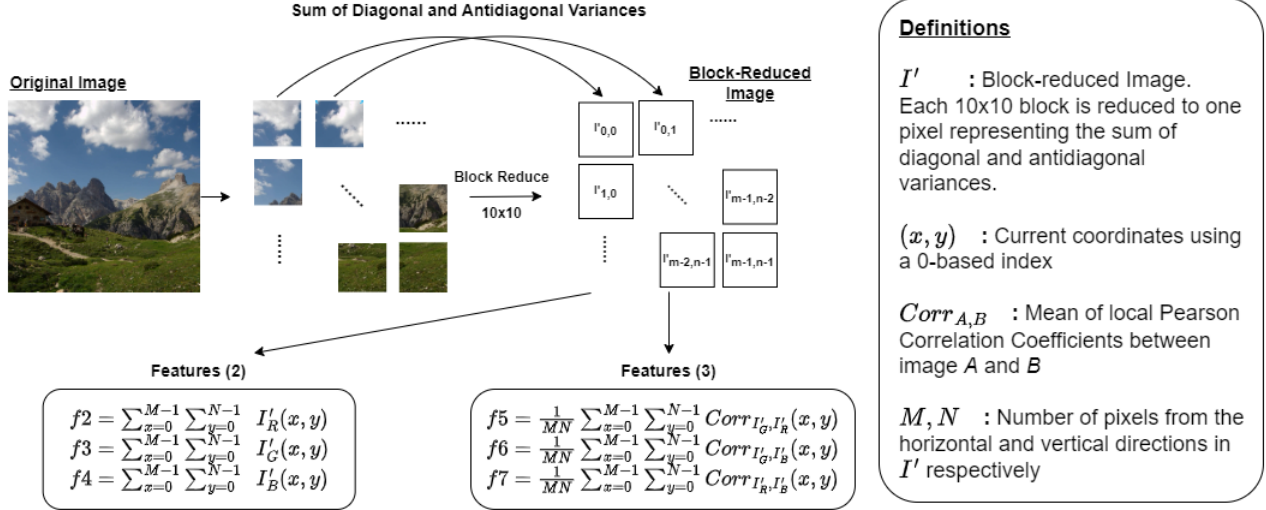 Sum of Diagonal and Antidiagonal Variances
Original Image
Block-Reduced
Image
I'0,0
I'0,1
......
......
Block Reduce
10x10
I'1,0
I'm-1,n-2
I'm-2,n-1
I'm-1,n-1
Features (2)
f2 = ∑_{x=0}^{M-1} ∑_{y=0}^{N-1} I'_R(x, y)
f3 = ∑_{x=0}^{M-1} ∑_{y=0}^{N-1} I'_G(x, y)
f4 = ∑_{x=0}^{M-1} ∑_{y=0}^{N-1} I'_B(x, y)
Features (3)
f5 = \frac{1}{MN} ∑_{x=0}^{M-1} ∑_{y=0}^{N-1} Corr_{I'_G, I'_R}(x, y)
f6 = \frac{1}{MN} ∑_{x=0}^{M-1} ∑_{y=0}^{N-1} Corr_{I'_G, I'_B}(x, y)
f7 = \frac{1}{MN} ∑_{x=0}^{M-1} ∑_{y=0}^{N-1} Corr_{I'_R, I'_B}(x, y)
Definitions
I' : Block-reduced Image.
Each 10x10 block is reduced to one
pixel representing the sum of
diagonal and antidiagonal
variances.
(x, y) : Current coordinates using
a 0-based index
Corr_{A,B} : Mean of local Pearson
Correlation Coefficients between
image A and B
M, N : Number of pixels from the
horizontal and vertical directions in
I' respectively